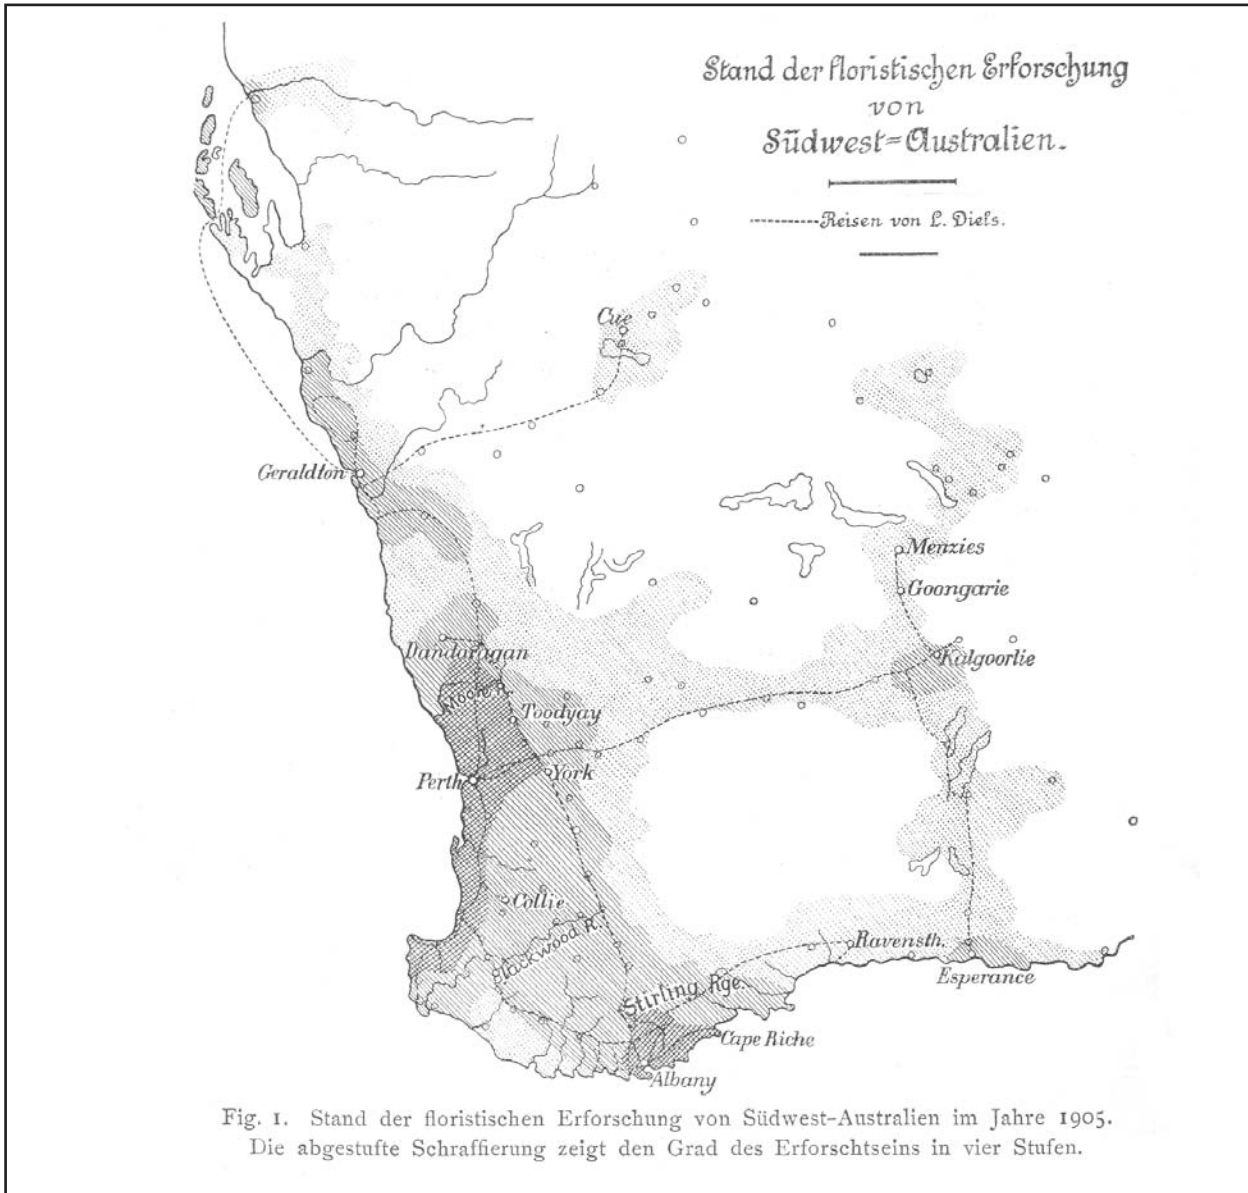 Stand der floristischen Erforschung
von
Südwest=Australien.
Reisen von L. Diels.
Cue
Geraldton
Menzies
Goongarie
Kalgoorlie
Dandaragan
Moore R.
Toodyay
Perth
York
Collie
Blackwood R.
Ravensth.
Esperance
Stirling Rge.
Cape Riche
Albany
Fig. 1. Stand der floristischen Erforschung von Südwest-Australien im Jahre 1905.
Die abgestufte Schraffierung zeigt den Grad des Erforschtseins in vier Stufen.